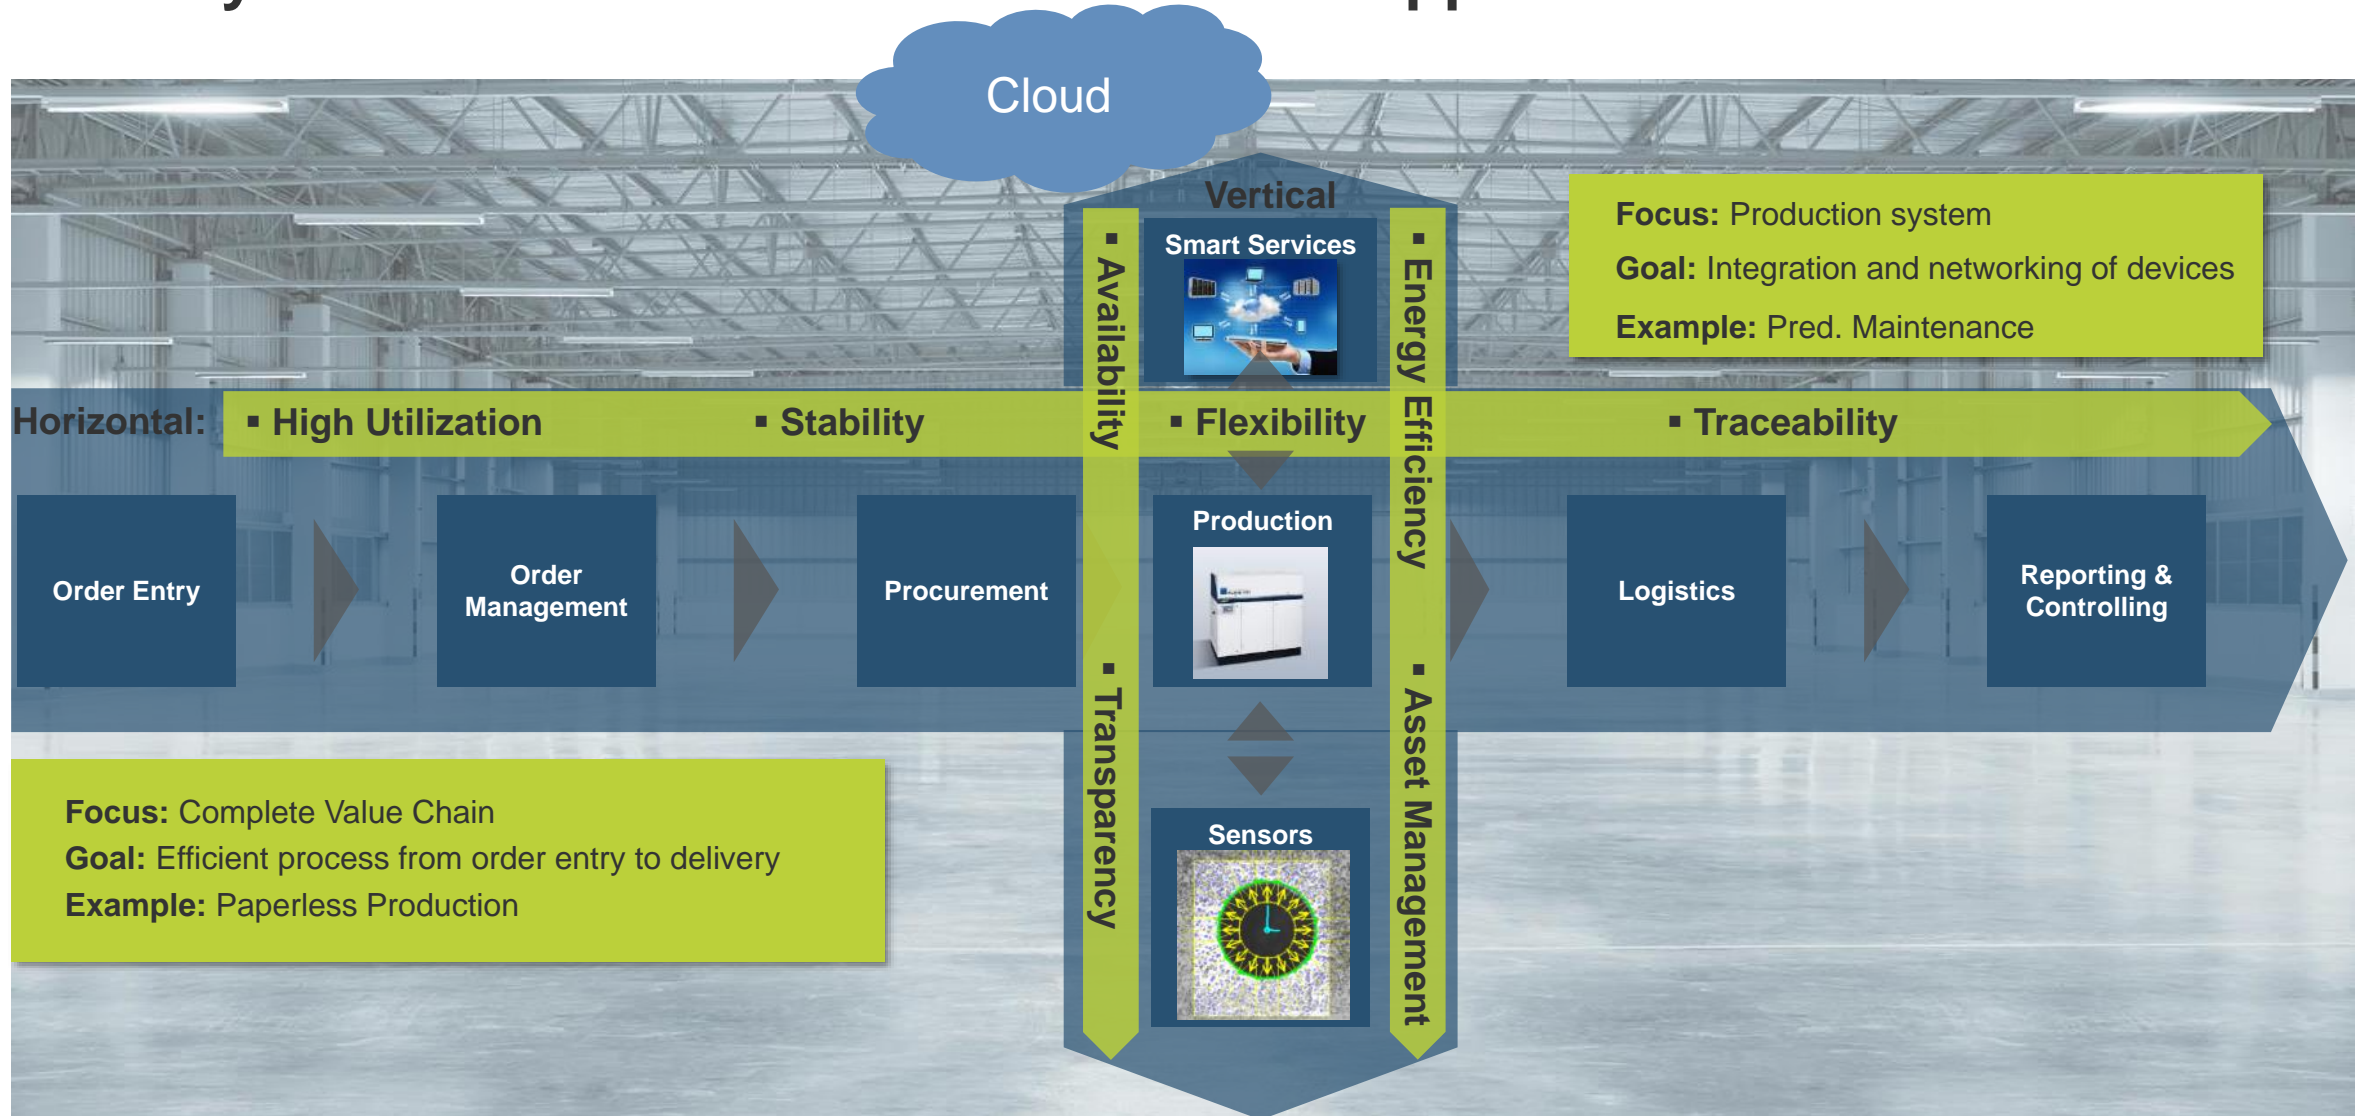 Cloud
Vertical
Smart Services
▪ Availability
▪ Energy Efficiency
Focus: Production system
Goal: Integration and networking of devices
Example: Pred. Maintenance
Horizontal:
▪ High Utilization
▪ Stability
▪ Flexibility
▪ Traceability
Order Entry
Order
Management
Procurement
Production
Logistics
Reporting &
Controlling
▪ Transparency
▪ Asset Management
Sensors
Focus: Complete Value Chain
Goal: Efficient process from order entry to delivery
Example: Paperless Production